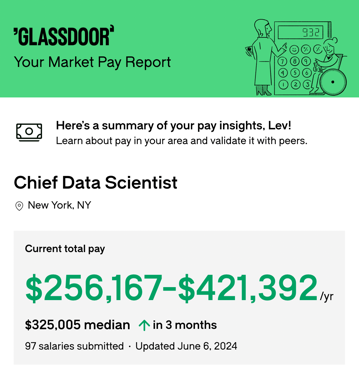 "GLASSDOOR"
Your Market Pay Report
932
Here's a summary of your pay insights, Lev!
Learn about pay in your area and validate it with peers.
Chief Data Scientist
New York, NY
Current total pay
$256,167-$421,392 /yr
$325,005 median ↑ in 3 months
97 salaries submitted · Updated June 6, 2024